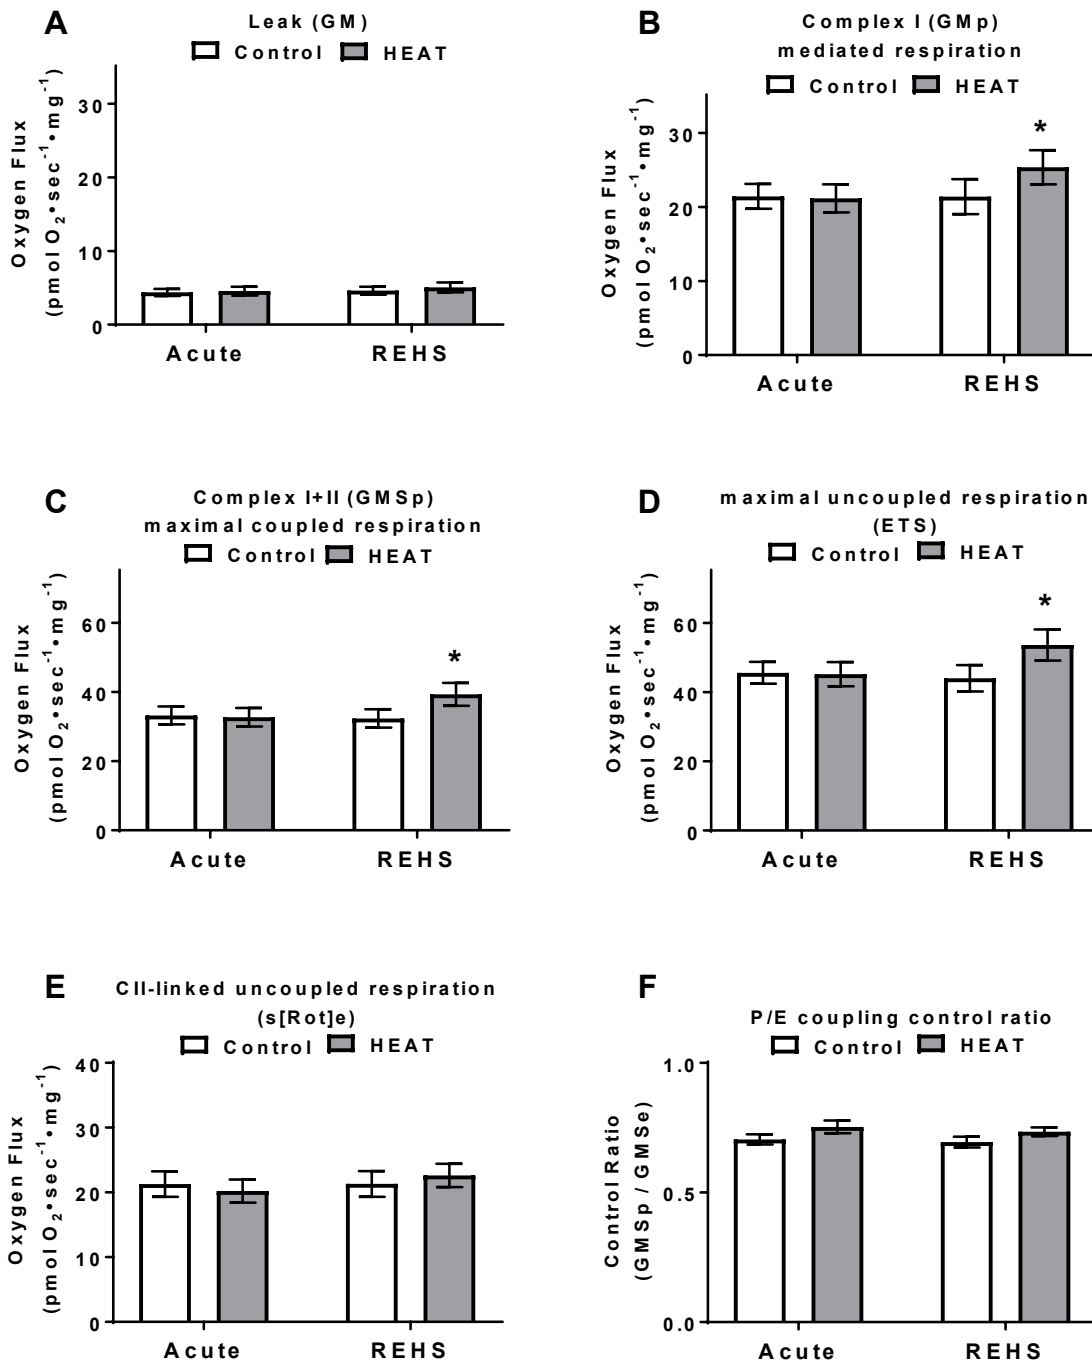 A
Leak (GM)
Control HEAT
Oxygen Flux
(pmol O₂•sec⁻¹•mg⁻¹)
30
20
10
0
Acute REHS
B
Complex I (GMp)
mediated respiration
Control HEAT
Oxygen Flux
(pmol O₂•sec⁻¹•mg⁻¹)
30
20
10
0
*
Acute REHS
C
Complex I+II (GMSp)
maximal coupled respiration
Control HEAT
Oxygen Flux
(pmol O₂•sec⁻¹•mg⁻¹)
60
40
20
0
*
Acute REHS
D
maximal uncoupled respiration
(ETS)
Control HEAT
Oxygen Flux
(pmol O₂•sec⁻¹•mg⁻¹)
60
40
20
0
*
Acute REHS
E
CII-linked uncoupled respiration
(s[Rot]e)
Control HEAT
Oxygen Flux
(pmol O₂•sec⁻¹•mg⁻¹)
40
30
20
10
0
Acute REHS
F
P/E coupling control ratio
Control HEAT
Control Ratio
(GMSp / GMSe)
1.0
0.5
0.0
Acute REHS